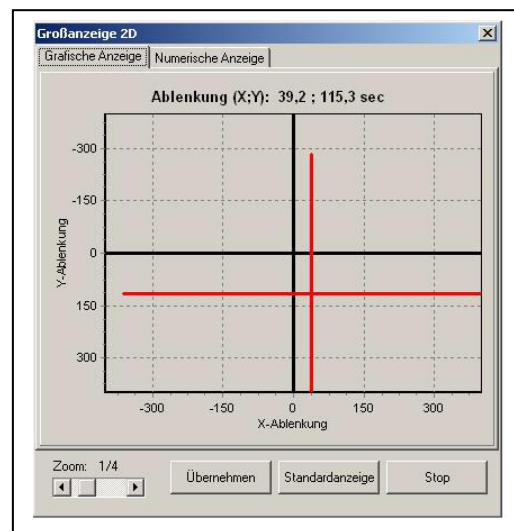 Großanzeige 2D
Grafische Anzeige Numerische Anzeige
Ablenkung (X;Y): 39,2 ; 115,3 sec
-300
-150
0
150
300
Y-Ablenkung
-300 -150 0 150 300
X-Ablenkung
Zoom: 1/4
Übernehmen Standardanzeige Stop